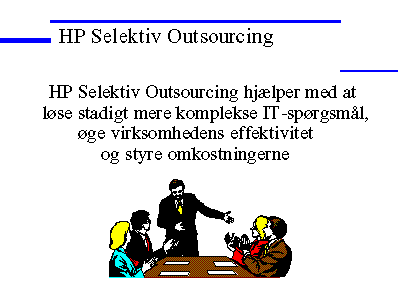 HP Selektiv Outsourcing
HP Selektiv Outsourcing hjælper med at
løse stadigt mere komplekse IT-spørgsmål,
øge virksomhedens effektivitet
og styre omkostningerne